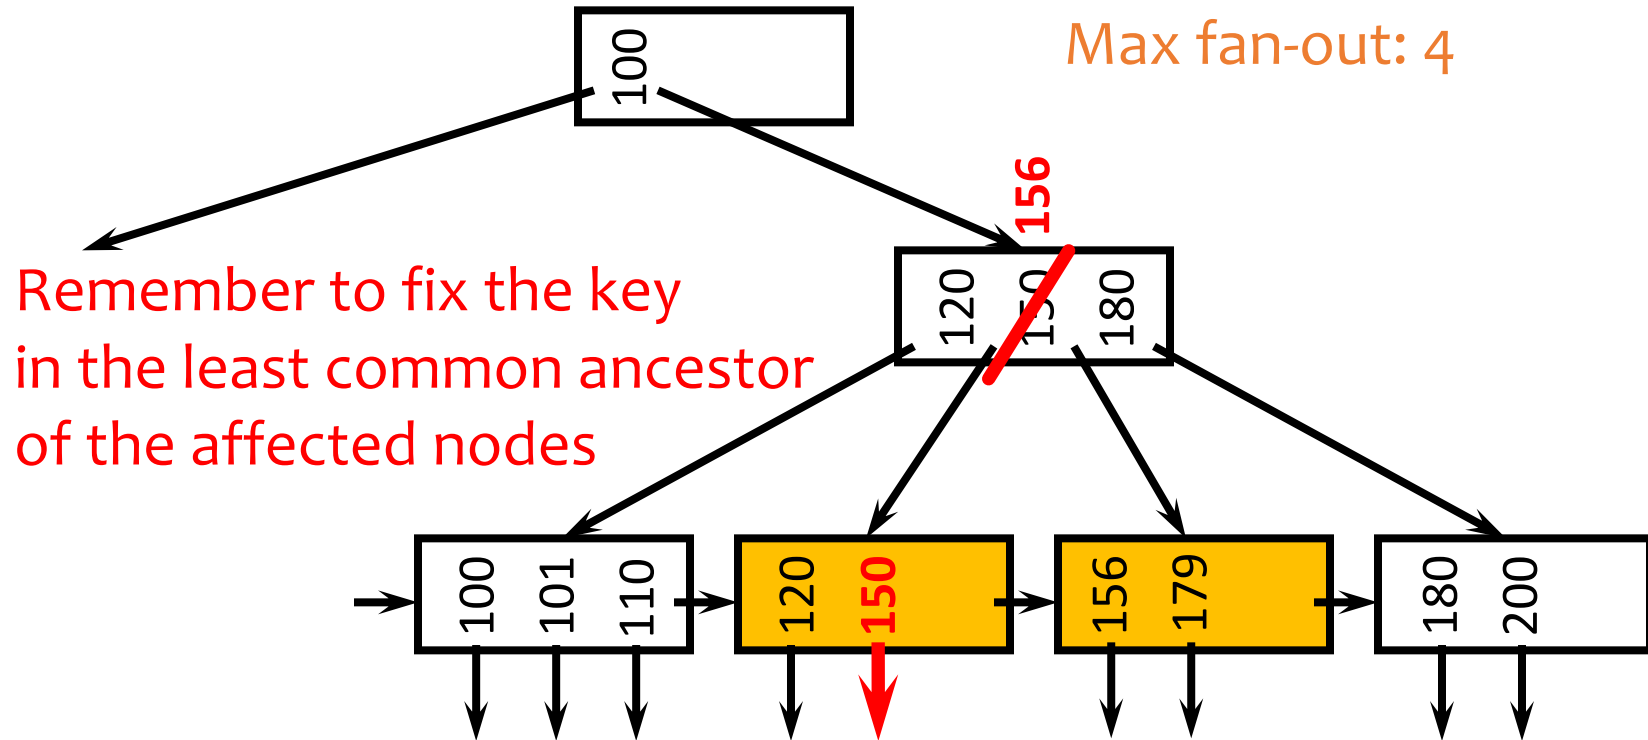 Max fan-out: 4
100
156
120 150 180
Remember to fix the key
in the least common ancestor
of the affected nodes
100 101 110 120 150 156 179 180 200